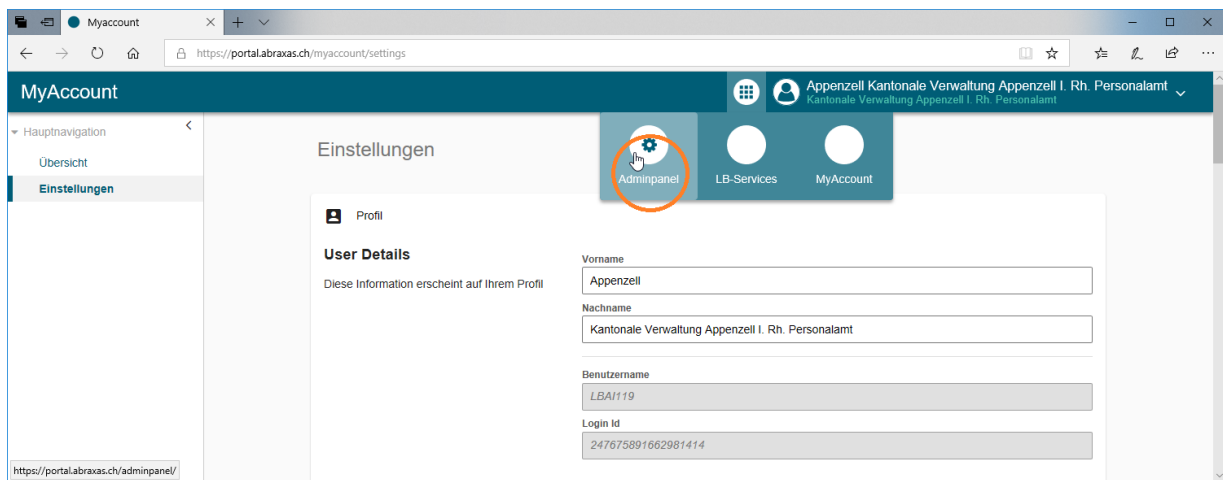 Myaccount
https://portal.abraxas.ch/myaccount/settings
MyAccount
Appenzell Kantonale Verwaltung Appenzell I. Rh. Personalamt
Kantonale Verwaltung Appenzell I. Rh. Personalamt
Hauptnavigation
Übersicht
Einstellungen
Einstellungen
Adminpanel
LB-Services
MyAccount
Profil
User Details
Diese Information erscheint auf Ihrem Profil
Vorname
Appenzell
Nachname
Kantonale Verwaltung Appenzell I. Rh. Personalamt
Benutzername
LBAI119
Login Id
247675891662981414
https://portal.abraxas.ch/adminpanel/